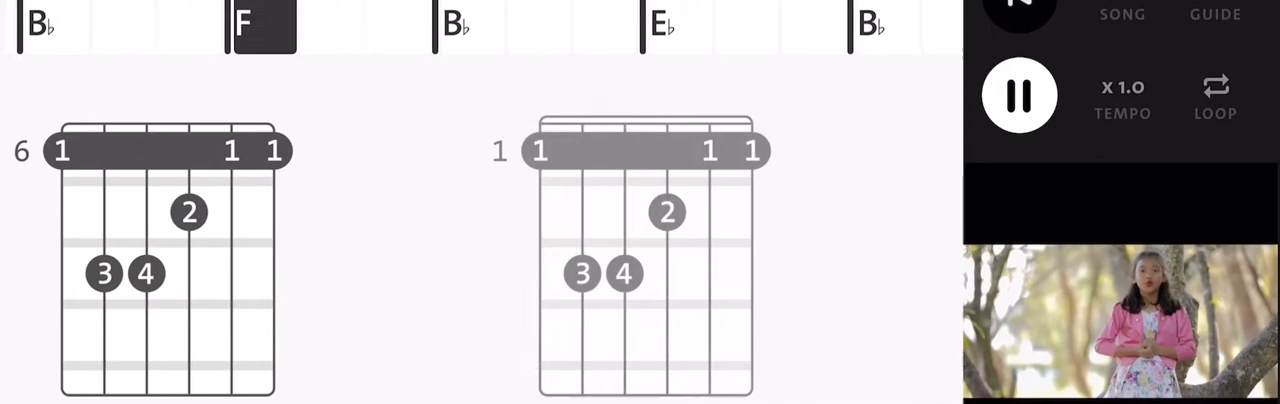 B♭ F B♭ E♭ B♭
SONG GUIDE
x 1.0
TEMPO LOOP
6 1 1 1
2
3 4
1 1 1 1
2
3 4